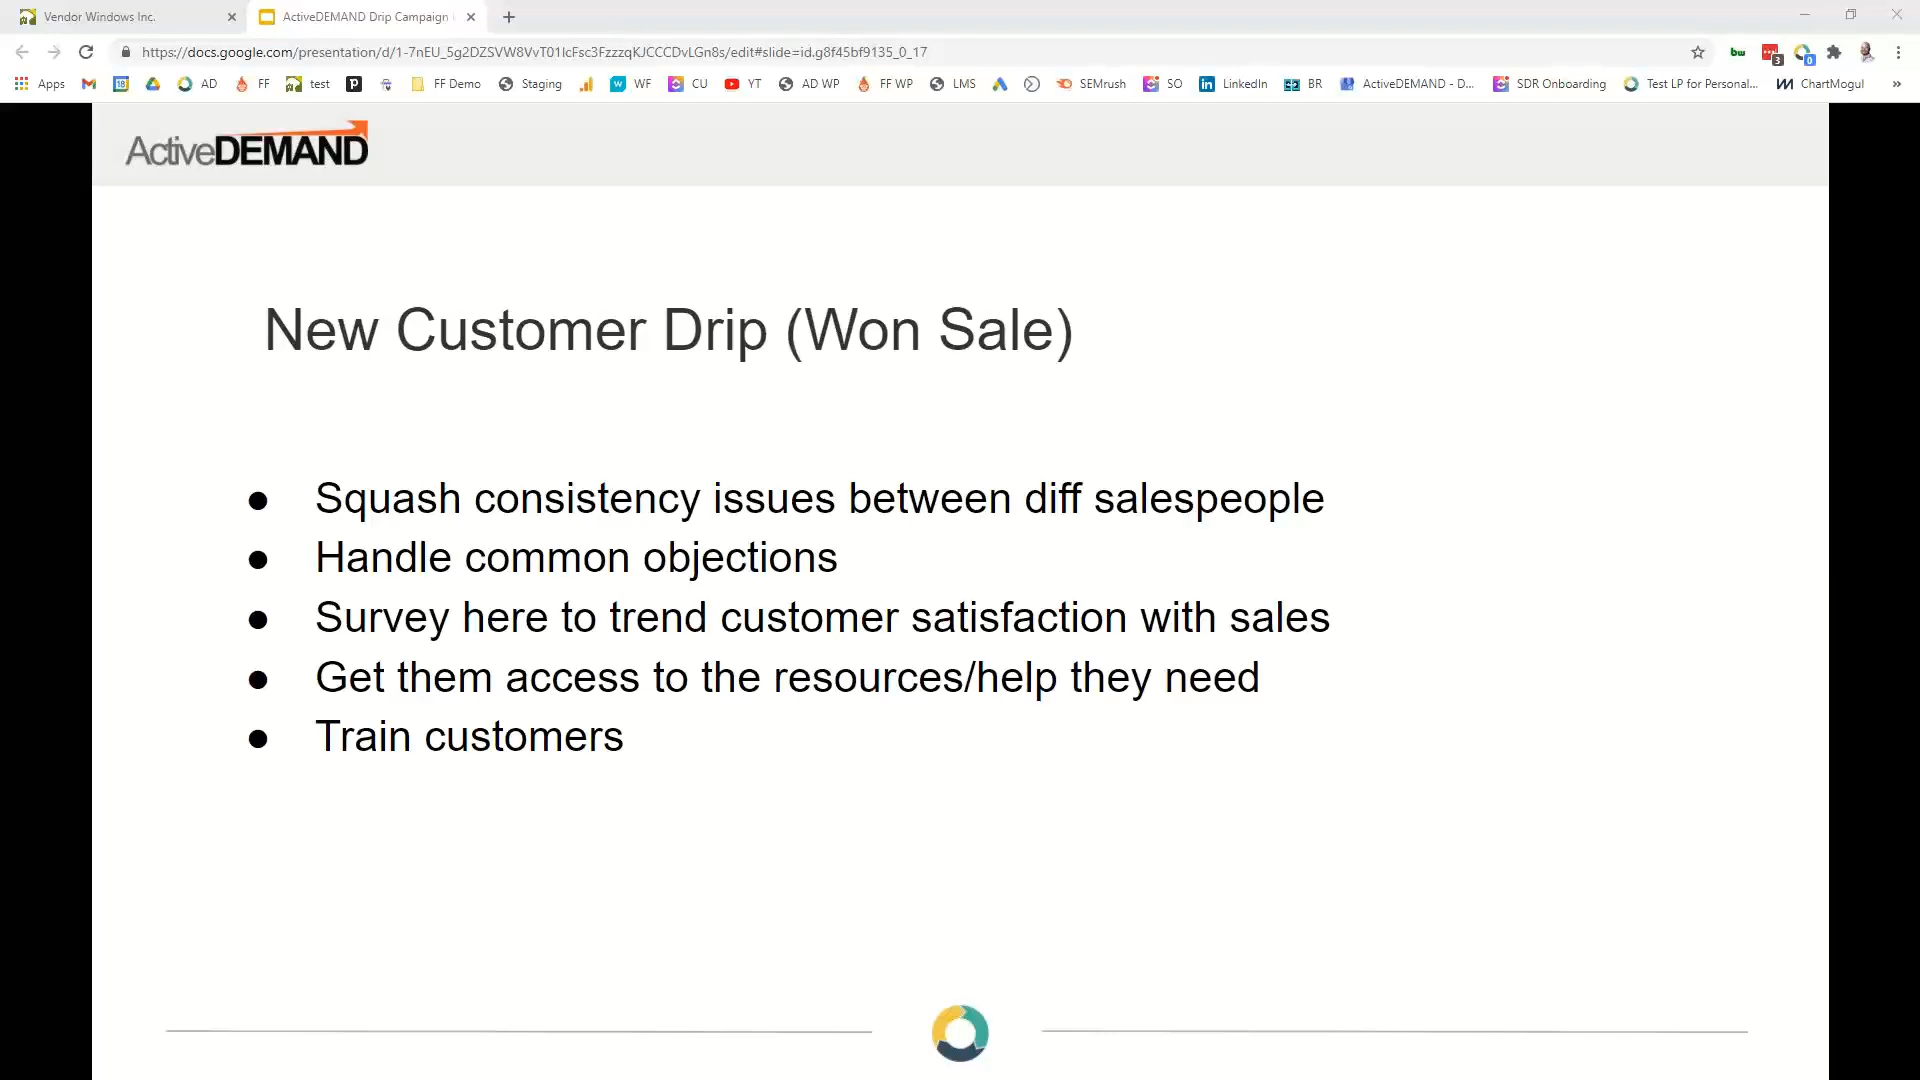 Vendor Windows Inc.
ActiveDEMAND Drip Campaign
https://docs.google.com/presentation/d/1-7nEU_5g2DZSVW8VvT01IcFsc3FzzzqKJCCCDvLGn8s/edit#slide=id.g8f45bf9135_0_17
bw
3
0
Apps
18
AD
FF
test
FF Demo
Staging
WF
CU
YT
AD WP
FF WP
LMS
SEMrush
SO
LinkedIn
BR
ActiveDEMAND - D...
SDR Onboarding
Test LP for Personal...
ChartMogul
»
ActiveDEMAND
New Customer Drip (Won Sale)
● Squash consistency issues between diff salespeople
● Handle common objections
● Survey here to trend customer satisfaction with sales
● Get them access to the resources/help they need
● Train customers